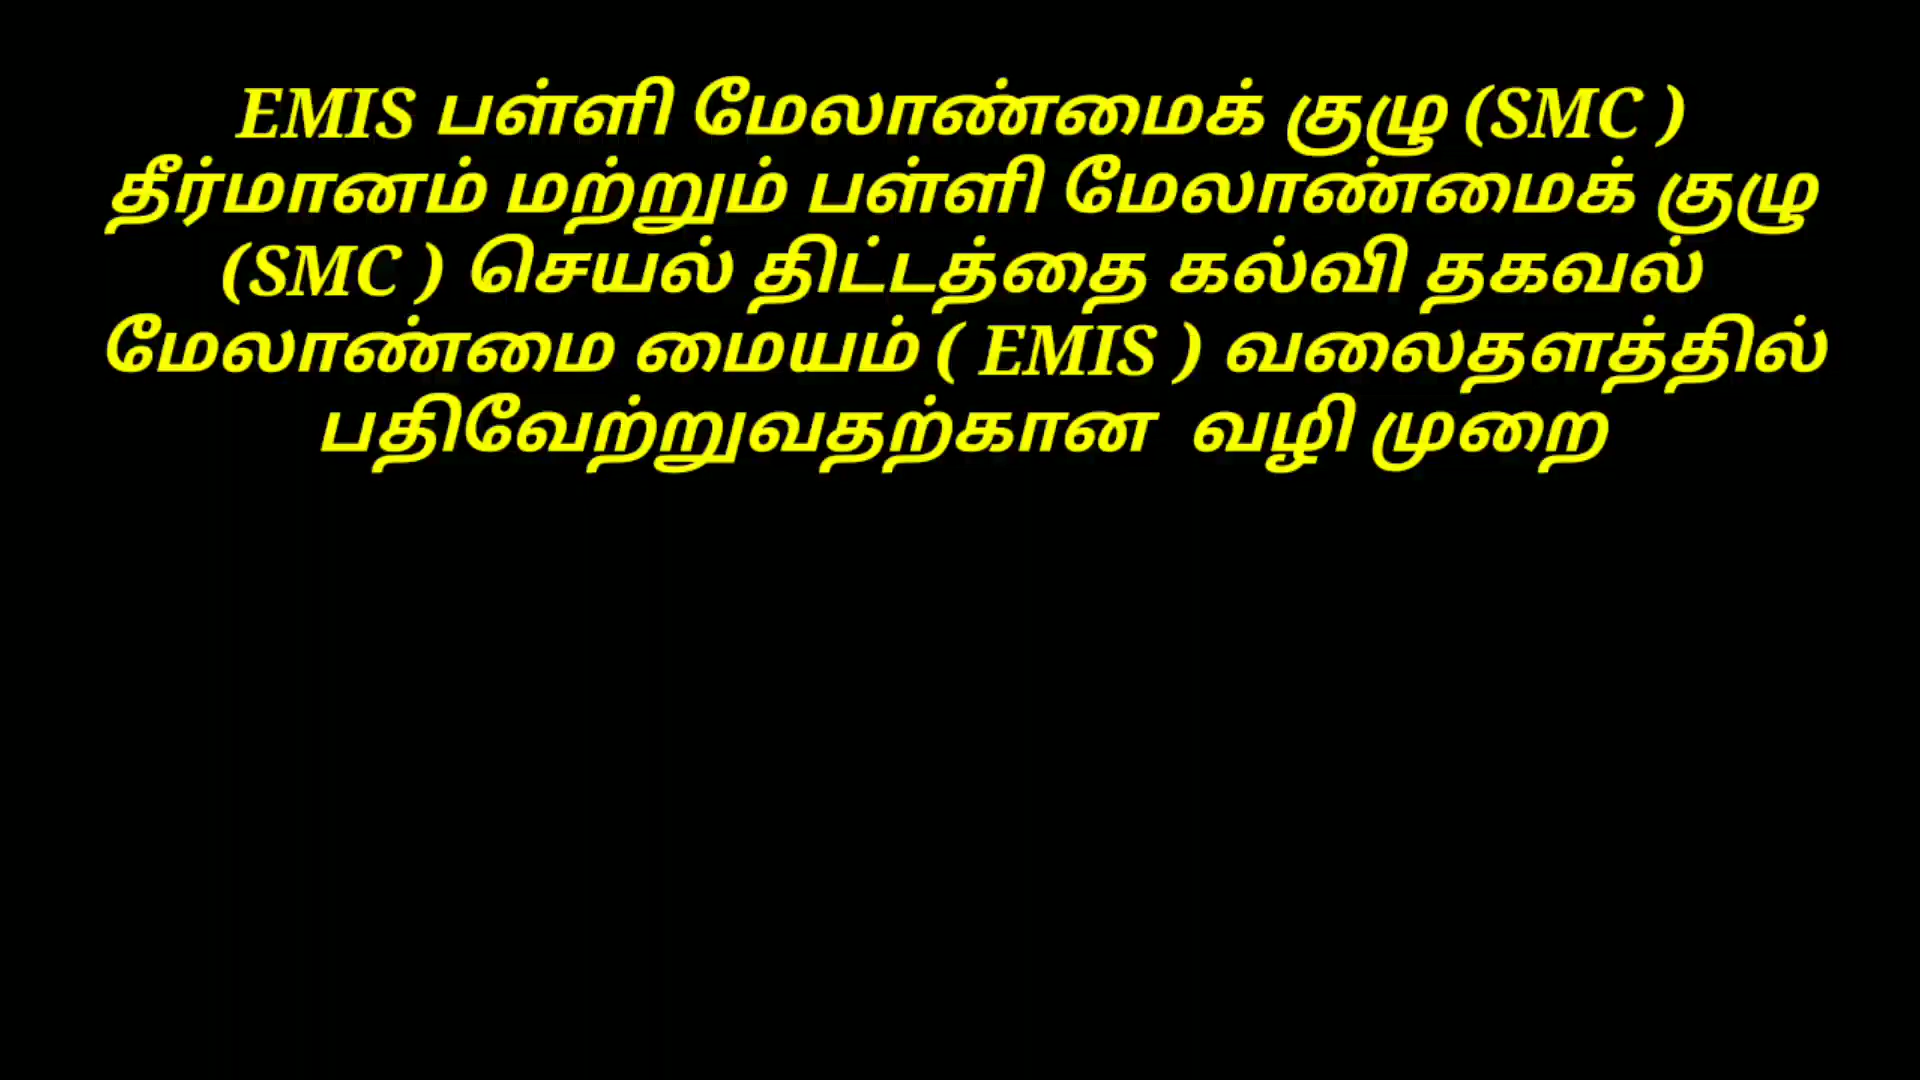 EMIS பள்ளி மேலாண்மைக் குழு (SMC )
தீர்மானம் மற்றும் பள்ளி மேலாண்மைக் குழு
(SMC ) செயல் திட்டத்தை கல்வி தகவல்
மேலாண்மை மையம் ( EMIS ) வலைதளத்தில்
பதிவேற்றுவதற்கான வழி முறை